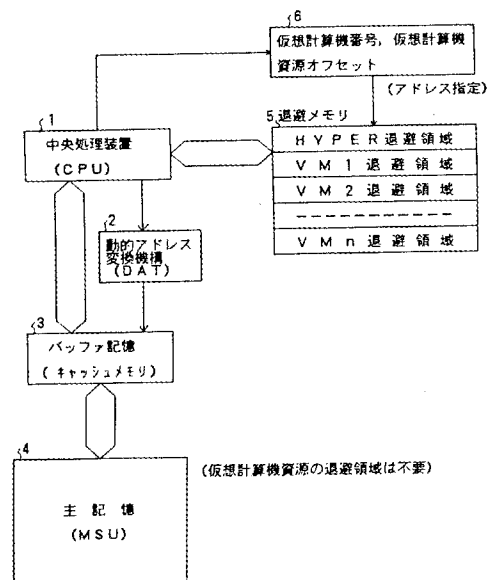 6
仮想計算機番号, 仮想計算機
資源オフセット
(アドレス指定)
5 退避メモリ
HYPER退避領域
VM1退避領域
VM2退避領域
-----------
VMn退避領域
1
中央処理装置
(CPU)
2
動的アドレス
変換機構
(DAT)
3
バッファ記憶
(キャッシュメモリ)
4
(仮想計算機資源の退避領域は不要)
主記憶
(MSU)